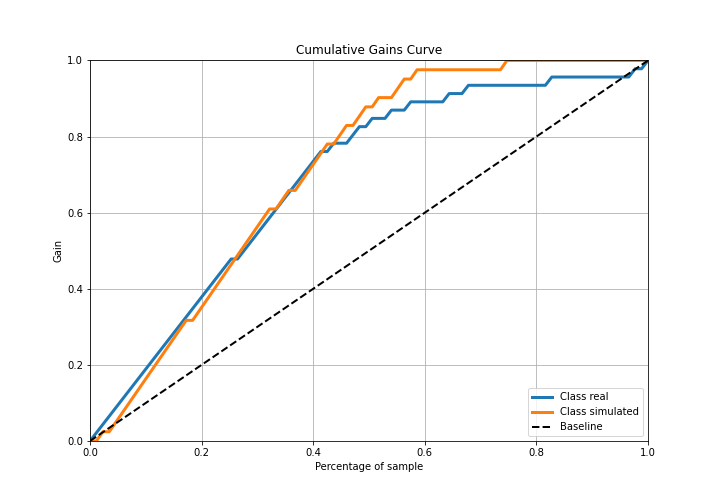 Cumulative Gains Curve
1.0
0.8
0.6
0.4
0.2
0.0
Gain
0.0 0.2 0.4 0.6 0.8 1.0
Percentage of sample
Class real
Class simulated
Baseline